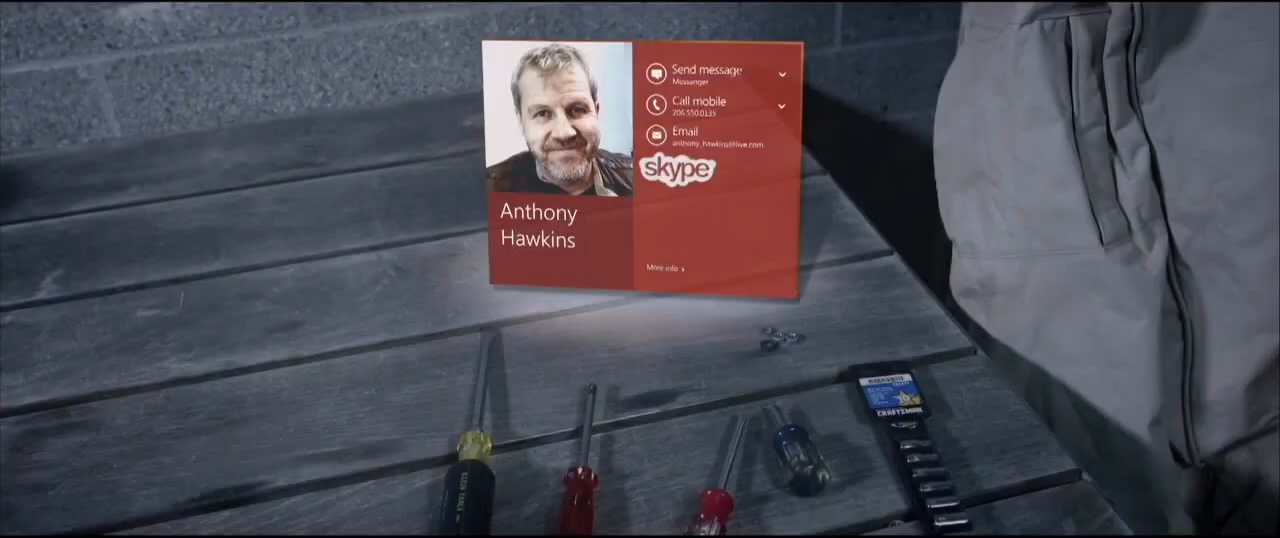 Send message
Messenger
Call mobile
206.550.0135
Email
anthony_hawkins@live.com
skype
Anthony
Hawkins
More info
CRAFTSMAN